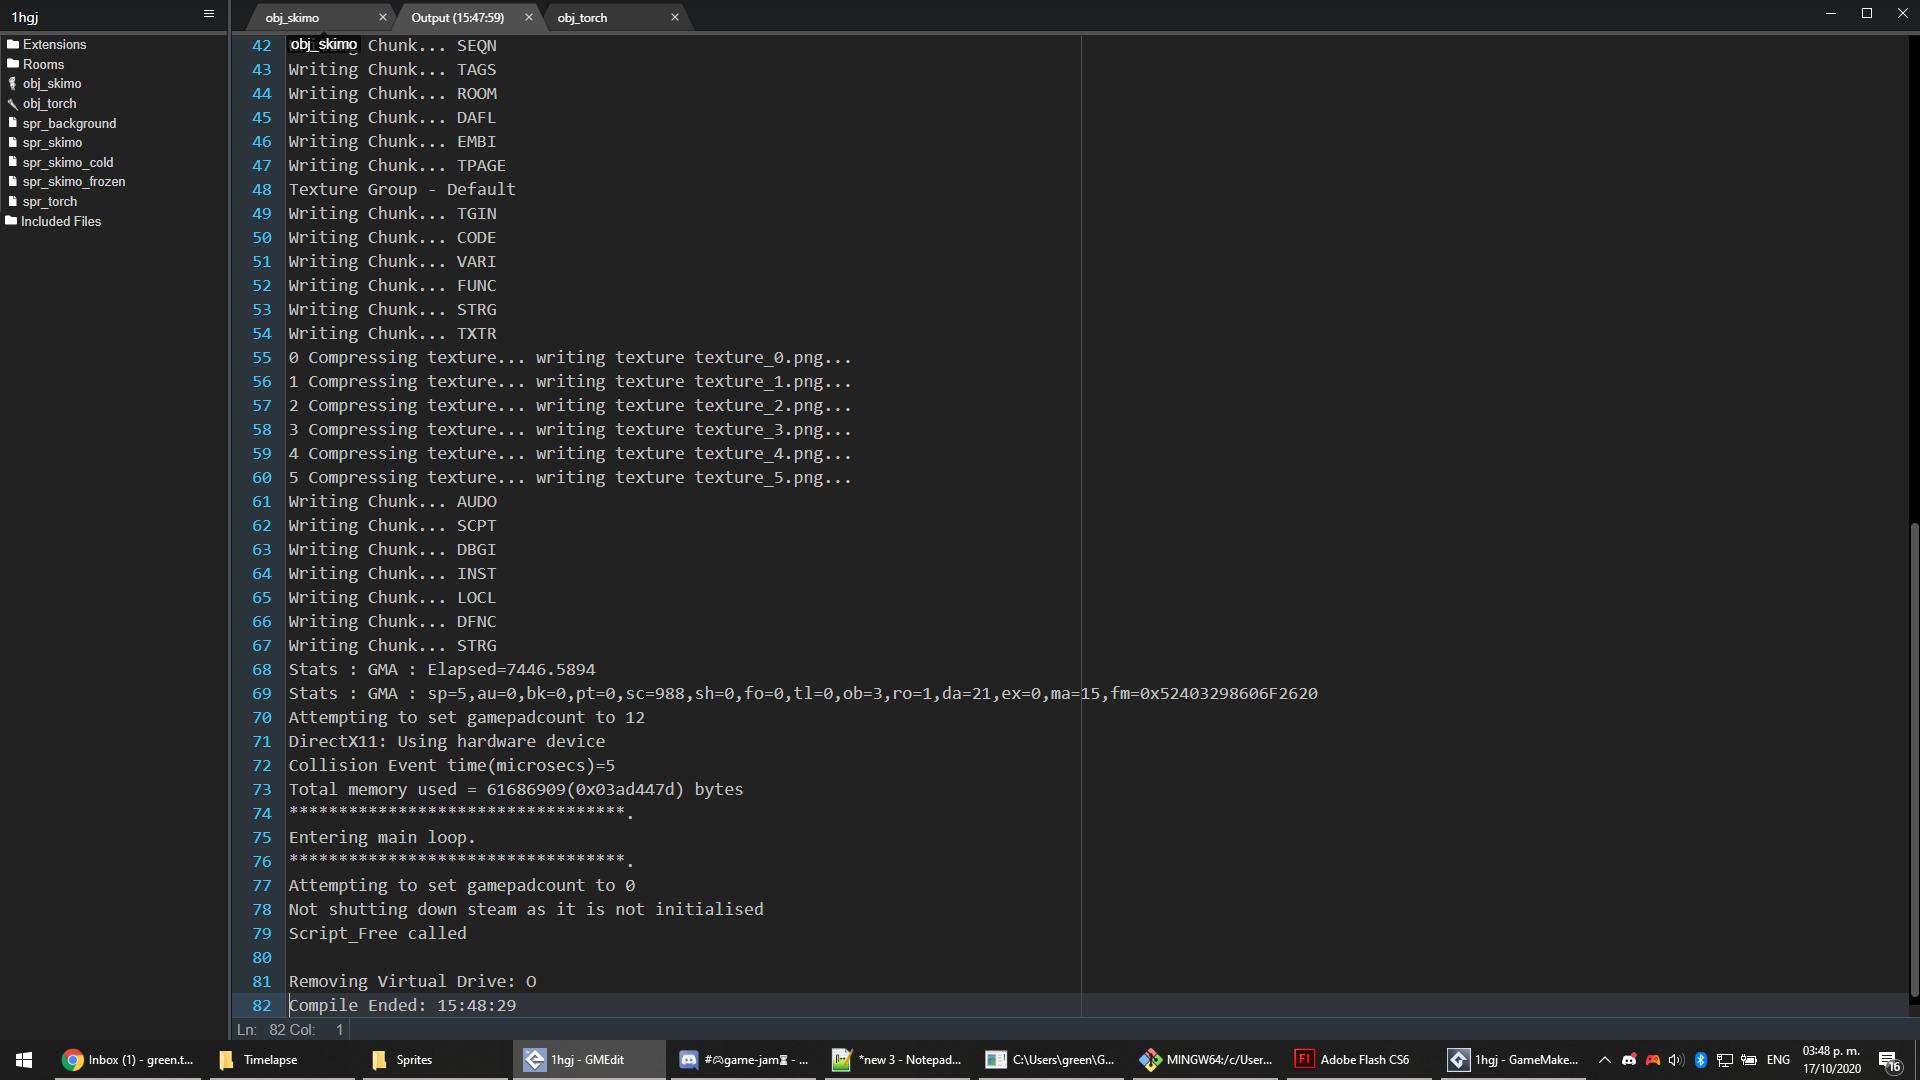 1hgj
obj_skimo
Output (15:47:59)
obj_torch
Extensions
Rooms
obj_skimo
obj_torch
spr_background
spr_skimo
spr_skimo_cold
spr_skimo_frozen
spr_torch
Included Files
obj_skimo
42 Chunk... SEQN
43 Writing Chunk... TAGS
44 Writing Chunk... ROOM
45 Writing Chunk... DAFL
46 Writing Chunk... EMBI
47 Writing Chunk... TPAGE
48 Texture Group - Default
49 Writing Chunk... TGIN
50 Writing Chunk... CODE
51 Writing Chunk... VARI
52 Writing Chunk... FUNC
53 Writing Chunk... STRG
54 Writing Chunk... TXTR
55 0 Compressing texture... writing texture texture_0.png...
56 1 Compressing texture... writing texture texture_1.png...
57 2 Compressing texture... writing texture texture_2.png...
58 3 Compressing texture... writing texture texture_3.png...
59 4 Compressing texture... writing texture texture_4.png...
60 5 Compressing texture... writing texture texture_5.png...
61 Writing Chunk... AUDO
62 Writing Chunk... SCPT
63 Writing Chunk... DBGI
64 Writing Chunk... INST
65 Writing Chunk... LOCL
66 Writing Chunk... DFNC
67 Writing Chunk... STRG
68 Stats : GMA : Elapsed=7446.5894
69 Stats : GMA : sp=5,au=0,bk=0,pt=0,sc=988,sh=0,fo=0,tl=0,ob=3,ro=1,da=21,ex=0,ma=15,fm=0x52403298606F2620
70 Attempting to set gamepadcount to 12
71 DirectX11: Using hardware device
72 Collision Event time(microsecs)=5
73 Total memory used = 61686909(0x03ad447d) bytes
74 **********************************.
75 Entering main loop.
76 **********************************.
77 Attempting to set gamepadcount to 0
78 Not shutting down steam as it is not initialised
79 Script_Free called
80
81 Removing Virtual Drive: O
82 Compile Ended: 15:48:29
Ln: 82 Col: 1
Inbox (1) - green.t...
Timelapse
Sprites
1hgj - GMEdit
#🎮game-jam⏳ - ...
*new 3 - Notepad...
C:\Users\green\G...
MINGW64:/c/User...
Fl Adobe Flash CS6
1hgj - GameMake...
ENG
03:48 p. m.
17/10/2020
16